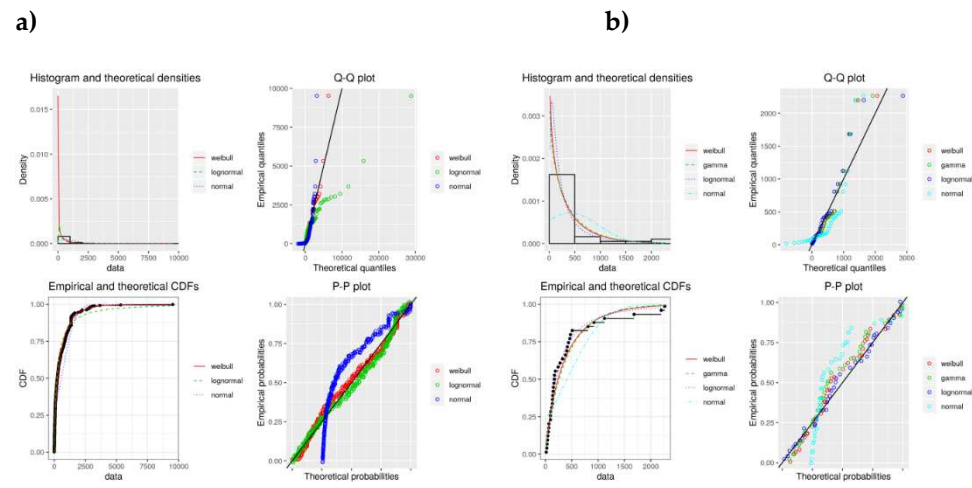 a)
b)
Histogram and theoretical densities
0.015
0.010
0.005
0.000
Density
0
2500
5000
7500
10000
data
weibull
lognormal
normal
Q-Q plot
10000
7500
5000
2500
0
Empirical quantiles
0
10000
20000
30000
Theoretical quantiles
weibull
lognormal
normal
Empirical and theoretical CDFs
1.00
0.75
0.50
0.25
0.00
CDF
0
2500
5000
7500
10000
data
weibull
lognormal
normal
P-P plot
1.00
0.75
0.50
0.25
0.00
Empirical probabilities
Theoretical probabilities
weibull
lognormal
normal
Histogram and theoretical densities
0.003
0.002
0.001
0.000
Density
0
500
1000
1500
2000
data
weibull
gamma
lognormal
normal
Q-Q plot
2000
1500
1000
500
0
Empirical quantiles
0
1000
2000
3000
Theoretical quantiles
weibull
gamma
lognormal
normal
Empirical and theoretical CDFs
1.00
0.75
0.50
0.25
0.00
CDF
0
500
1000
1500
2000
data
weibull
gamma
lognormal
normal
P-P plot
1.00
0.75
0.50
0.25
0.00
Empirical probabilities
Theoretical probabilities
weibull
gamma
lognormal
normal